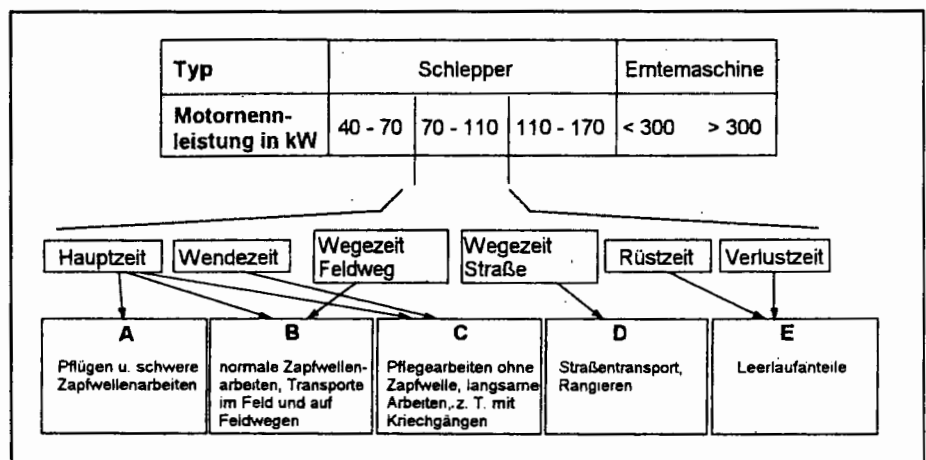 Typ Schlepper Erntemaschine
Motornenn-
leistung in kW 40 - 70 70 - 110 110 - 170 < 300 > 300
Hauptzeit Wendezeit Wegezeit Feldweg Wegezeit Straße Rüstzeit Verlustzeit
A
Pflügen u. schwere
Zapfwellenarbeiten
B
normale Zapfwellen-
arbeiten, Transporte
im Feld und auf
Feldwegen
C
Pflegearbeiten ohne
Zapfwelle, langsame
Arbeiten, z. T. mit
Kriechgängen
D
Straßentransport,
Rangieren
E
Leerlaufanteile